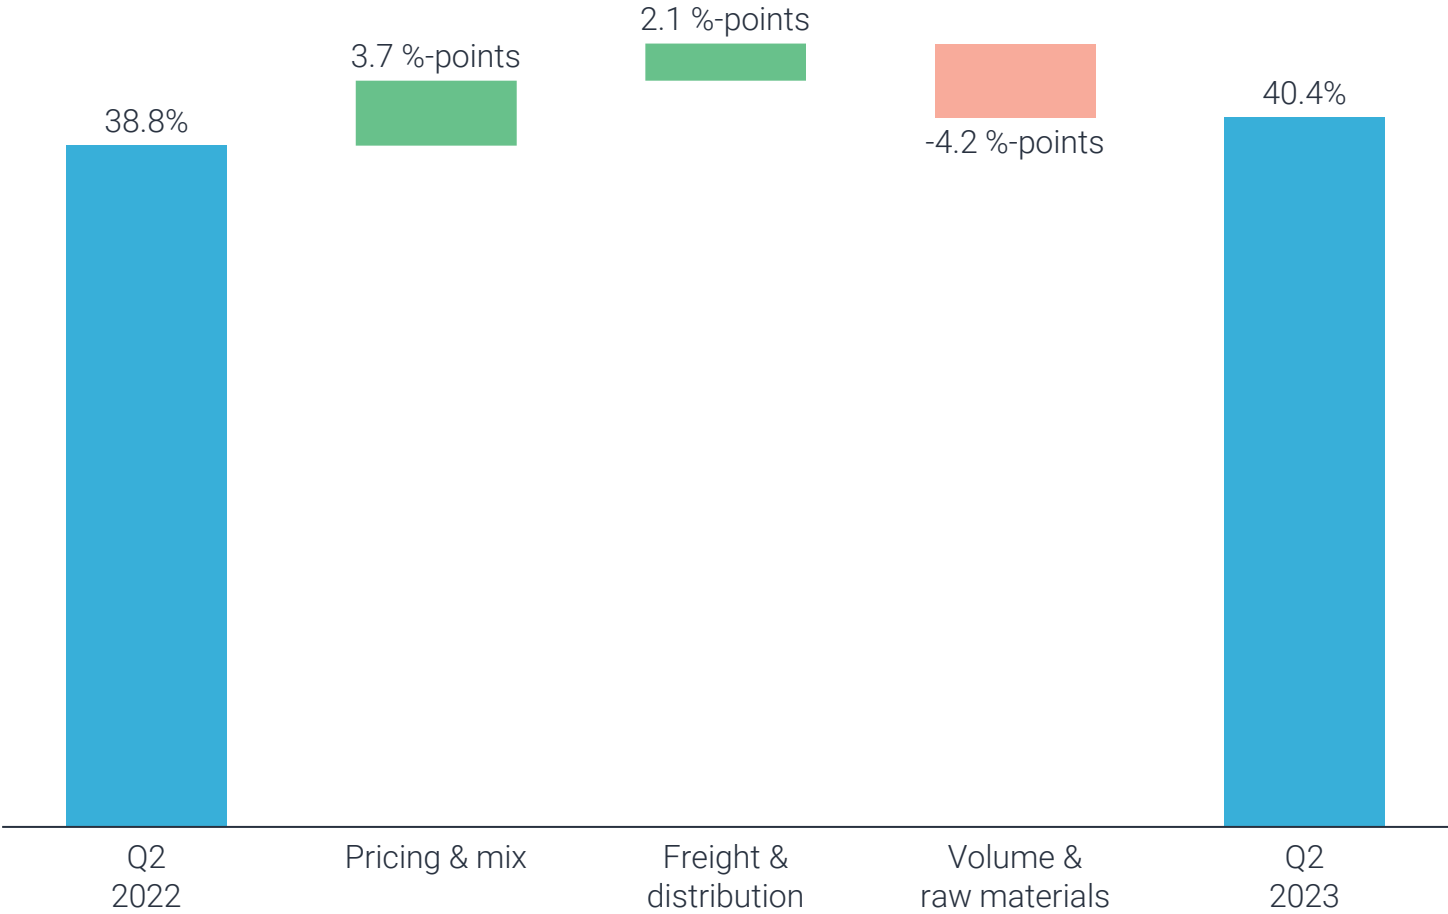 38.8%
3.7 %-points
2.1 %-points
-4.2 %-points
40.4%
Q2
2022
Pricing & mix
Freight &
distribution
Volume &
raw materials
Q2
2023